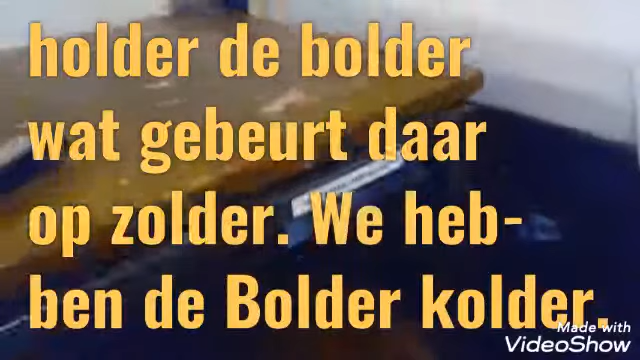 holder de bolder
wat gebeurt daar
op zolder. We heb-
ben de Bolder kolder.
Made with
VideoShow